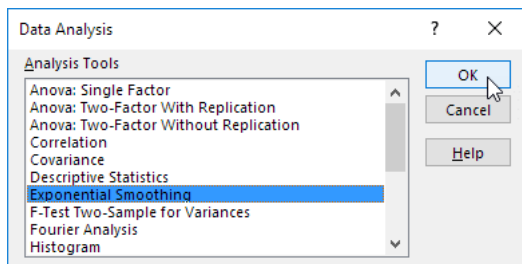 Data Analysis ? ×
Analysis Tools
Anova: Single Factor
Anova: Two-Factor With Replication
Anova: Two-Factor Without Replication
Correlation
Covariance
Descriptive Statistics
Exponential Smoothing
F-Test Two-Sample for Variances
Fourier Analysis
Histogram
OK
Cancel
Help